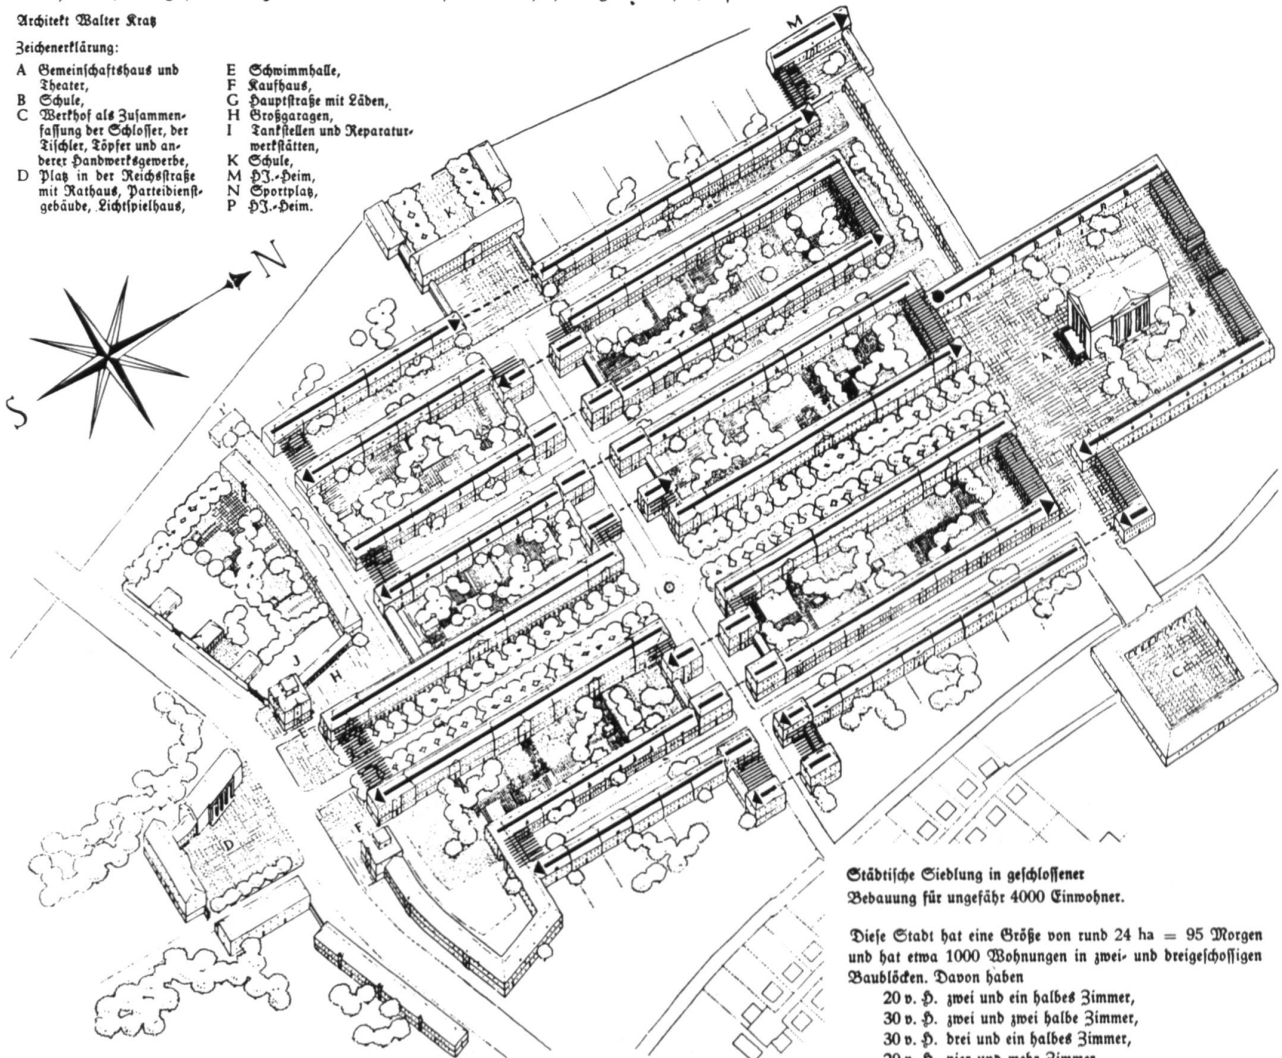 Architekt Walter Kratz
Zeichenerklärung:
A Gemeinschaftshaus und
Theater,
B Schule,
C Werkhof als Zusammen-
fassung der Schlosser, der
Tischler, Töpfer und an-
derer Handwerksgewerbe,
D Platz in der Reichsstraße
mit Rathaus, Parteidienst-
gebäude, Lichtspielhaus,
E Schwimmhalle,
F Kaufhaus,
G Hauptstraße mit Läden,
H Großgaragen,
I Tankstellen und Reparatur-
werkstätten,
K Schule,
M HJ.-Heim,
N Sportplatz,
P HJ.-Heim.
N
S
M
K
A
J
H
F
D
Städtische Siedlung in geschlossener
Bebauung für ungefähr 4000 Einwohner.
Diese Stadt hat eine Größe von rund 24 ha = 95 Morgen
und hat etwa 1000 Wohnungen in zwei- und dreigeschossigen
Baublöcken. Davon haben
20 v. H. zwei und ein halbes Zimmer,
30 v. H. zwei und zwei halbe Zimmer,
30 v. H. drei und ein halbes Zimmer,
20 v. H. vier und mehr Zimmer